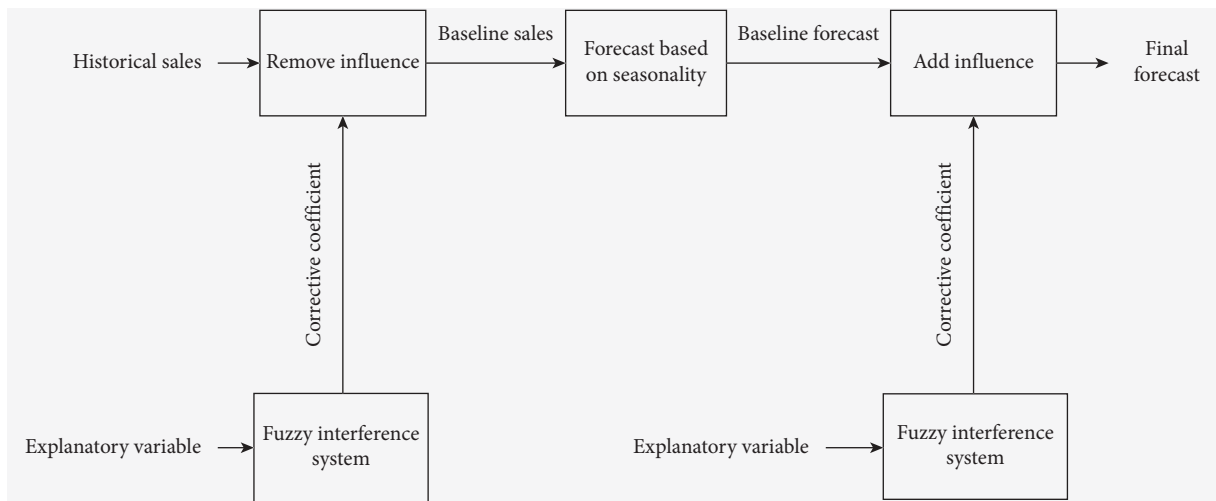 Historical sales
Remove influence
Baseline sales
Forecast based
on seasonality
Baseline forecast
Add influence
Final
forecast
Corrective coefficient
Corrective coefficient
Explanatory variable
Fuzzy interference
system
Explanatory variable
Fuzzy interference
system